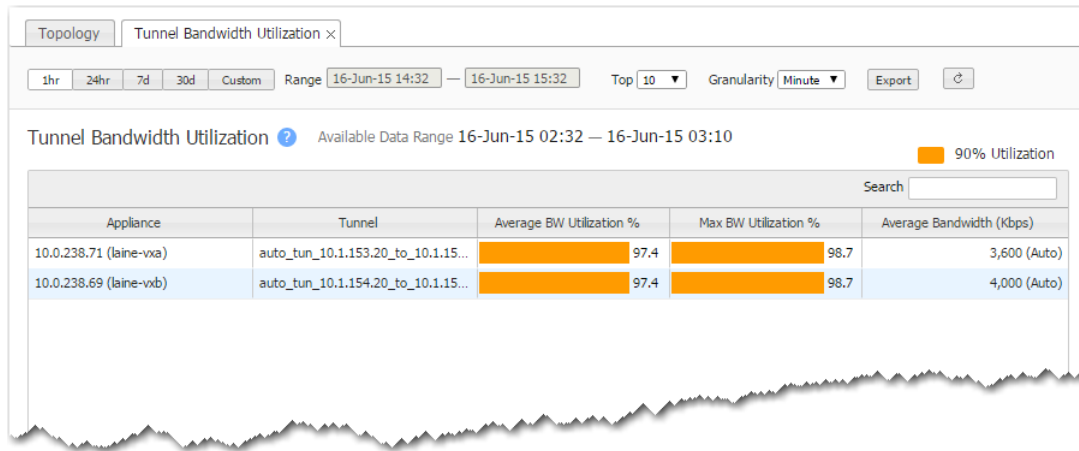 Topology Tunnel Bandwidth Utilization ×
1hr 24hr 7d 30d Custom Range 16-Jun-15 14:32 — 16-Jun-15 15:32 Top 10 ▼ Granularity Minute ▼ Export
Tunnel Bandwidth Utilization ? Available Data Range 16-Jun-15 02:32 — 16-Jun-15 03:10
90% Utilization
Search
Appliance Tunnel Average BW Utilization % Max BW Utilization % Average Bandwidth (Kbps)
10.0.238.71 (laine-vxa) auto_tun_10.1.153.20_to_10.1.15... 97.4 98.7 3,600 (Auto)
10.0.238.69 (laine-vxb) auto_tun_10.1.154.20_to_10.1.15... 97.4 98.7 4,000 (Auto)